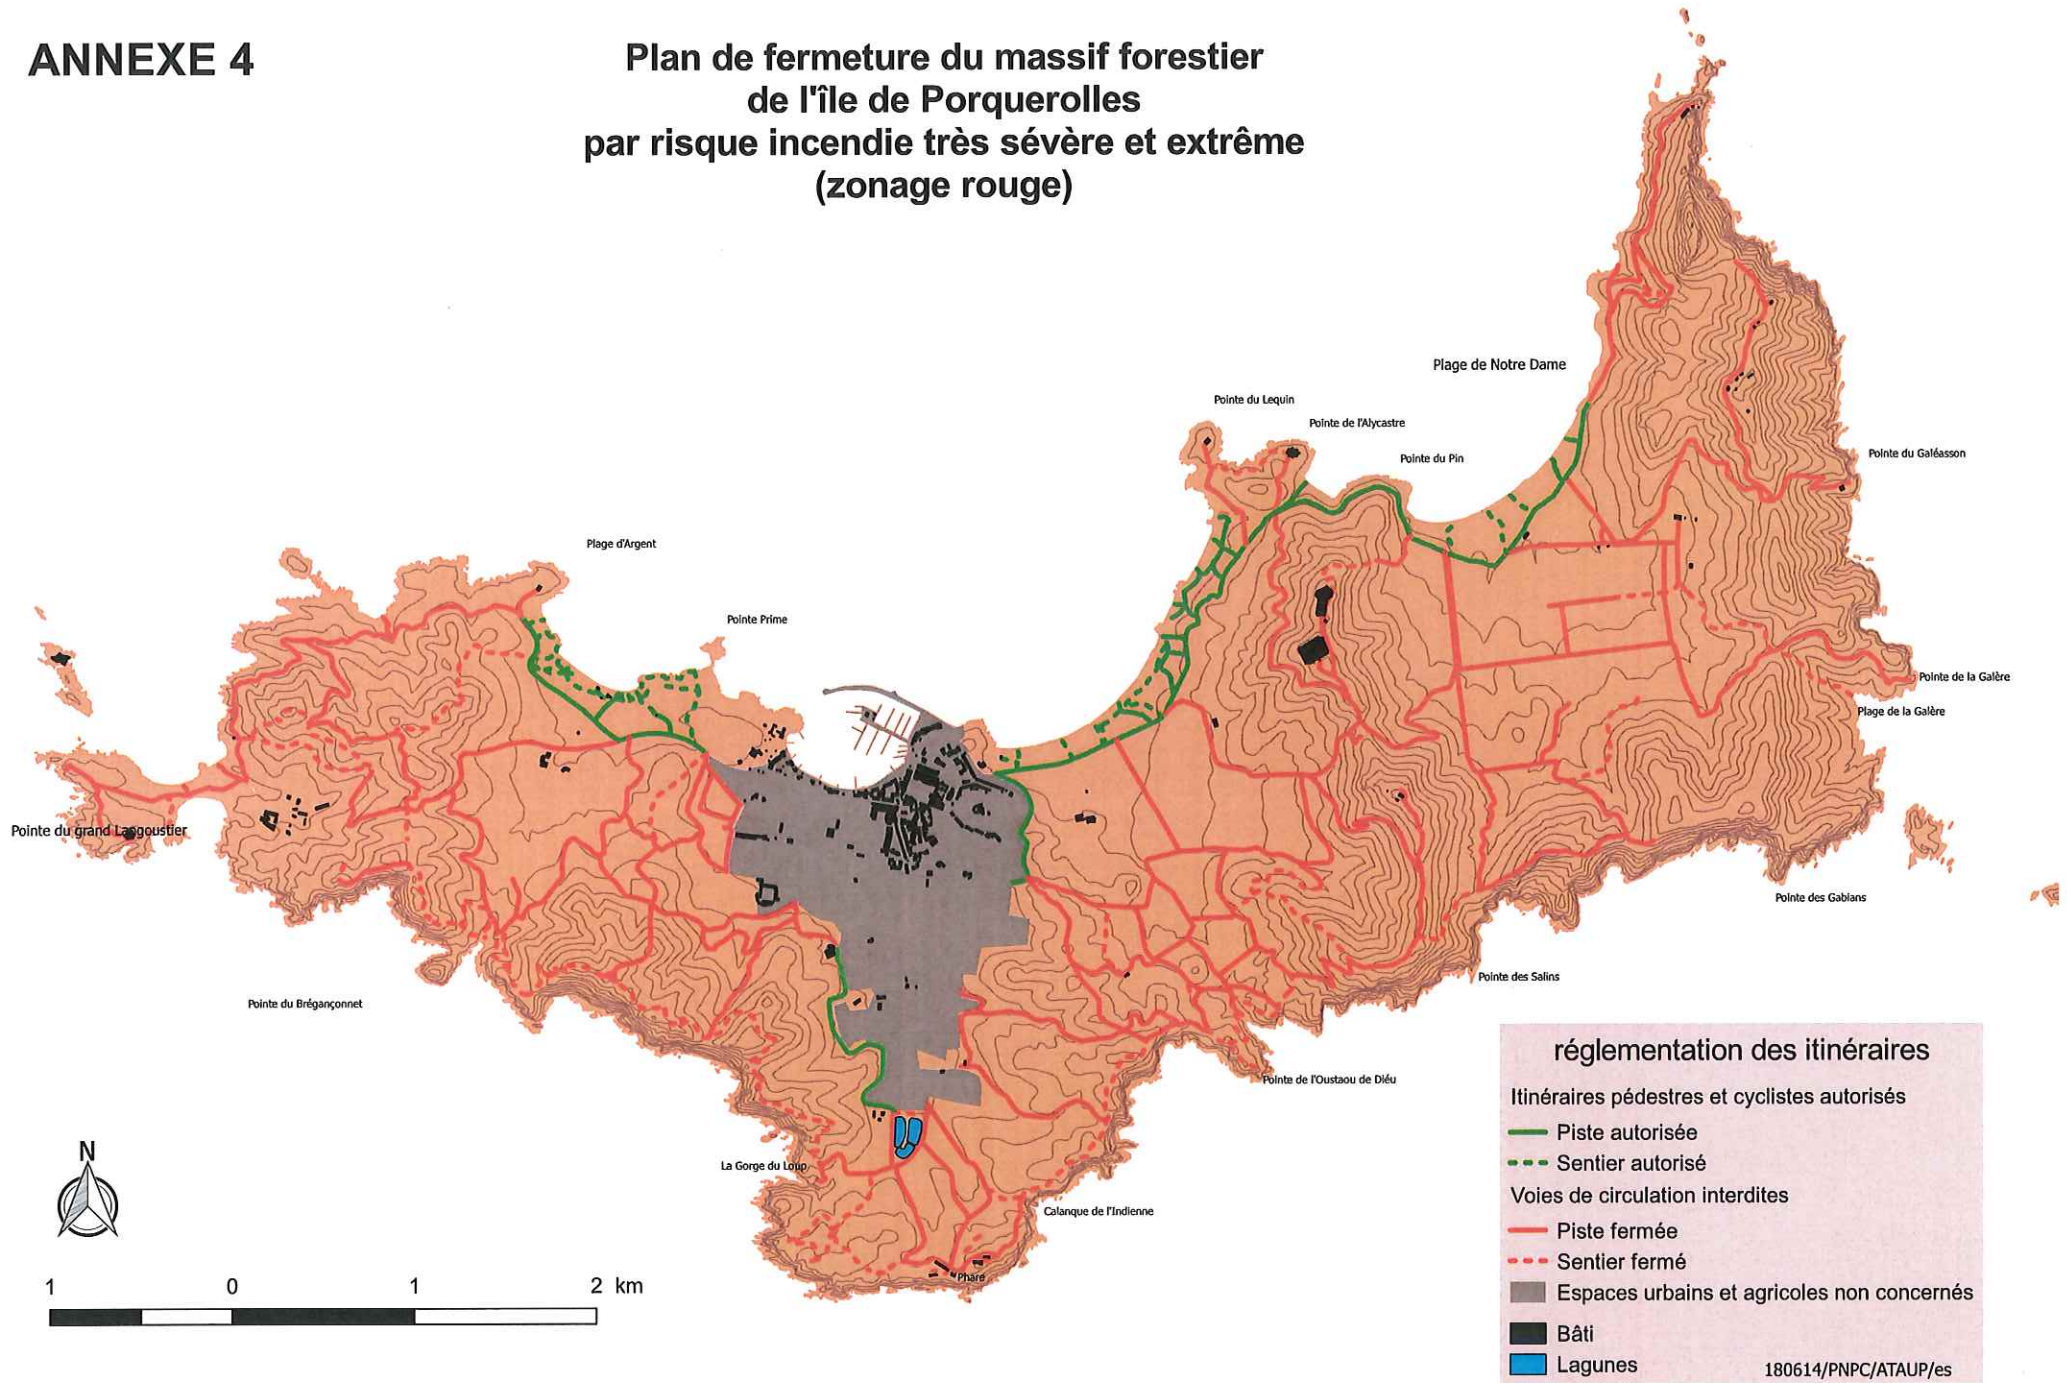 ANNEXE 4
Plan de fermeture du massif forestier
de l'île de Porquerolles
par risque incendie très sévère et extrême
(zonage rouge)
Plage de Notre Dame
Pointe du Lequin
Pointe de l'Alycastre
Pointe du Pin
Pointe du Galéasson
Plage d'Argent
Pointe Prime
Pointe de la Galère
Plage de la Galère
Pointe du grand Langoustier
Pointe des Gabians
Pointe des Salins
Pointe du Brégançonnet
Pointe de l'Oustaou de Diéu
La Gorge du Loup
Calanque de l'Indienne
Phare
N
1 0 1 2 km
réglementation des itinéraires
Itinéraires pédestres et cyclistes autorisés
Piste autorisée
Sentier autorisé
Voies de circulation interdites
Piste fermée
Sentier fermé
Espaces urbains et agricoles non concernés
Bâti
Lagunes
180614/PNPC/ATAUP/es